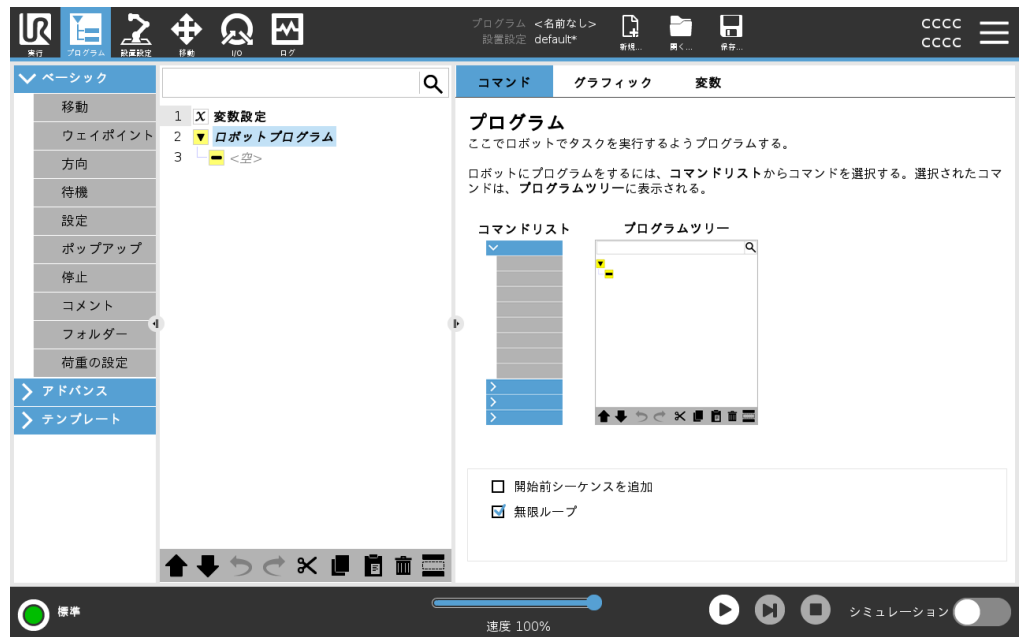 UR
実行
プログラム
設置設定
移動
I/O
ログ
プログラム <名前なし>
設置設定 default*
新規...
開く...
保存...
CCCC
CCCC
ベーシック
移動
ウェイポイント
方向
待機
設定
ポップアップ
停止
コメント
フォルダー
荷重の設定
アドバンス
テンプレート
1 X 変数設定
2 ロボットプログラム
3 <空>
コマンド グラフィック 変数
プログラム
ここでロボットでタスクを実行するようプログラムする。
ロボットにプログラムをするには、コマンドリストからコマンドを選択する。選択されたコマ
ンドは、プログラムツリーに表示される。
コマンドリスト プログラムツリー
開始前シーケンスを追加
無限ループ
標準
速度 100%
シミュレーション